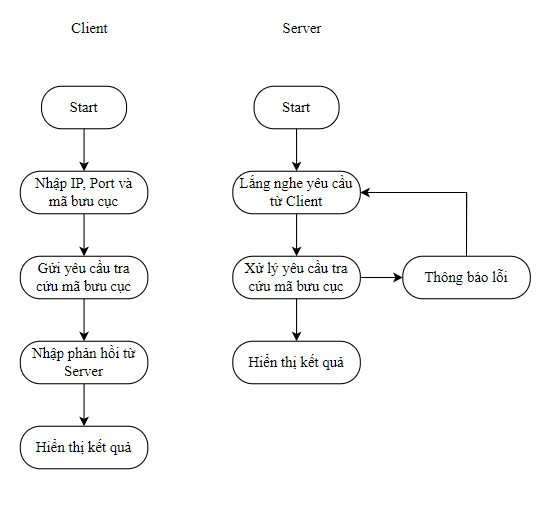 Client
Start
Nhập IP, Port và
mã bưu cục
Gửi yêu cầu tra
cứu mã bưu cục
Nhập phản hồi từ
Server
Hiển thị kết quả
Server
Start
Lắng nghe yêu cầu
từ Client
Xử lý yêu cầu tra
cứu mã bưu cục
Thông báo lỗi
Hiển thị kết quả